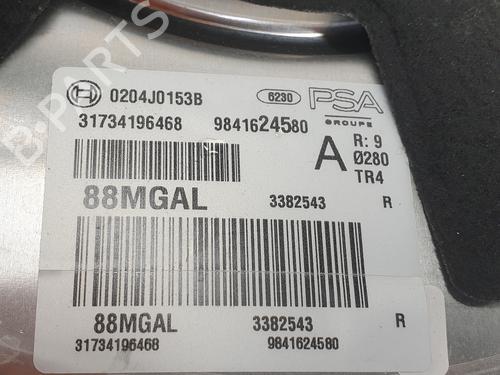 B-PARTS
0204J0153B 6230 PSA
GROUPE
31734196468 9841624580
A R: 9
Ø280
TR4
88MGAL 3382543 R
88MGAL 3382543 R
31734196468 9841624580